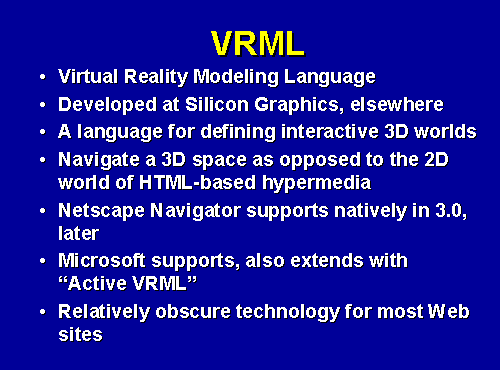 VRML
• Virtual Reality Modeling Language
• Developed at Silicon Graphics, elsewhere
• A language for defining interactive 3D worlds
• Navigate a 3D space as opposed to the 2D
world of HTML-based hypermedia
• Netscape Navigator supports natively in 3.0,
later
• Microsoft supports, also extends with
“Active VRML”
• Relatively obscure technology for most Web
sites